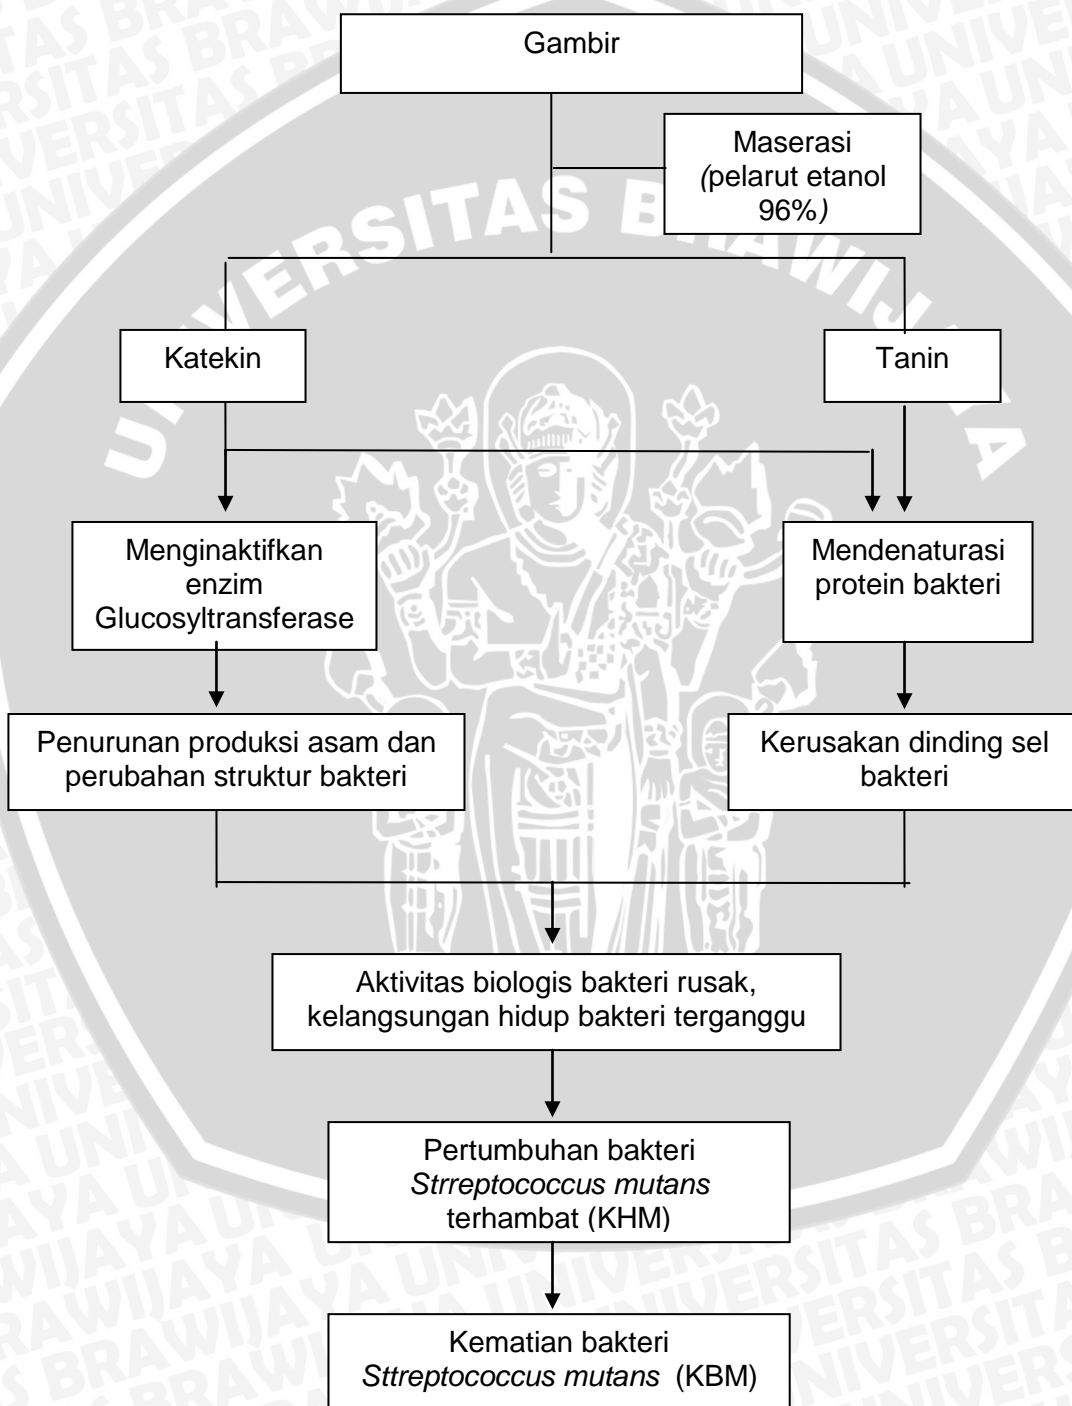 Gambir
Maserasi
(pelarut etanol
96%)
UNIVERSITAS BRAWIJAYA
Katekin
Tanin
Menginaktifkan
enzim
Glucosyltransferase
Mendenaturasi
protein bakteri
Penurunan produksi asam dan
perubahan struktur bakteri
Kerusakan dinding sel
bakteri
Aktivitas biologis bakteri rusak,
kelangsungan hidup bakteri terganggu
Pertumbuhan bakteri
Strreptococcus mutans
terhambat (KHM)
Kematian bakteri
Sttreptococcus mutans (KBM)